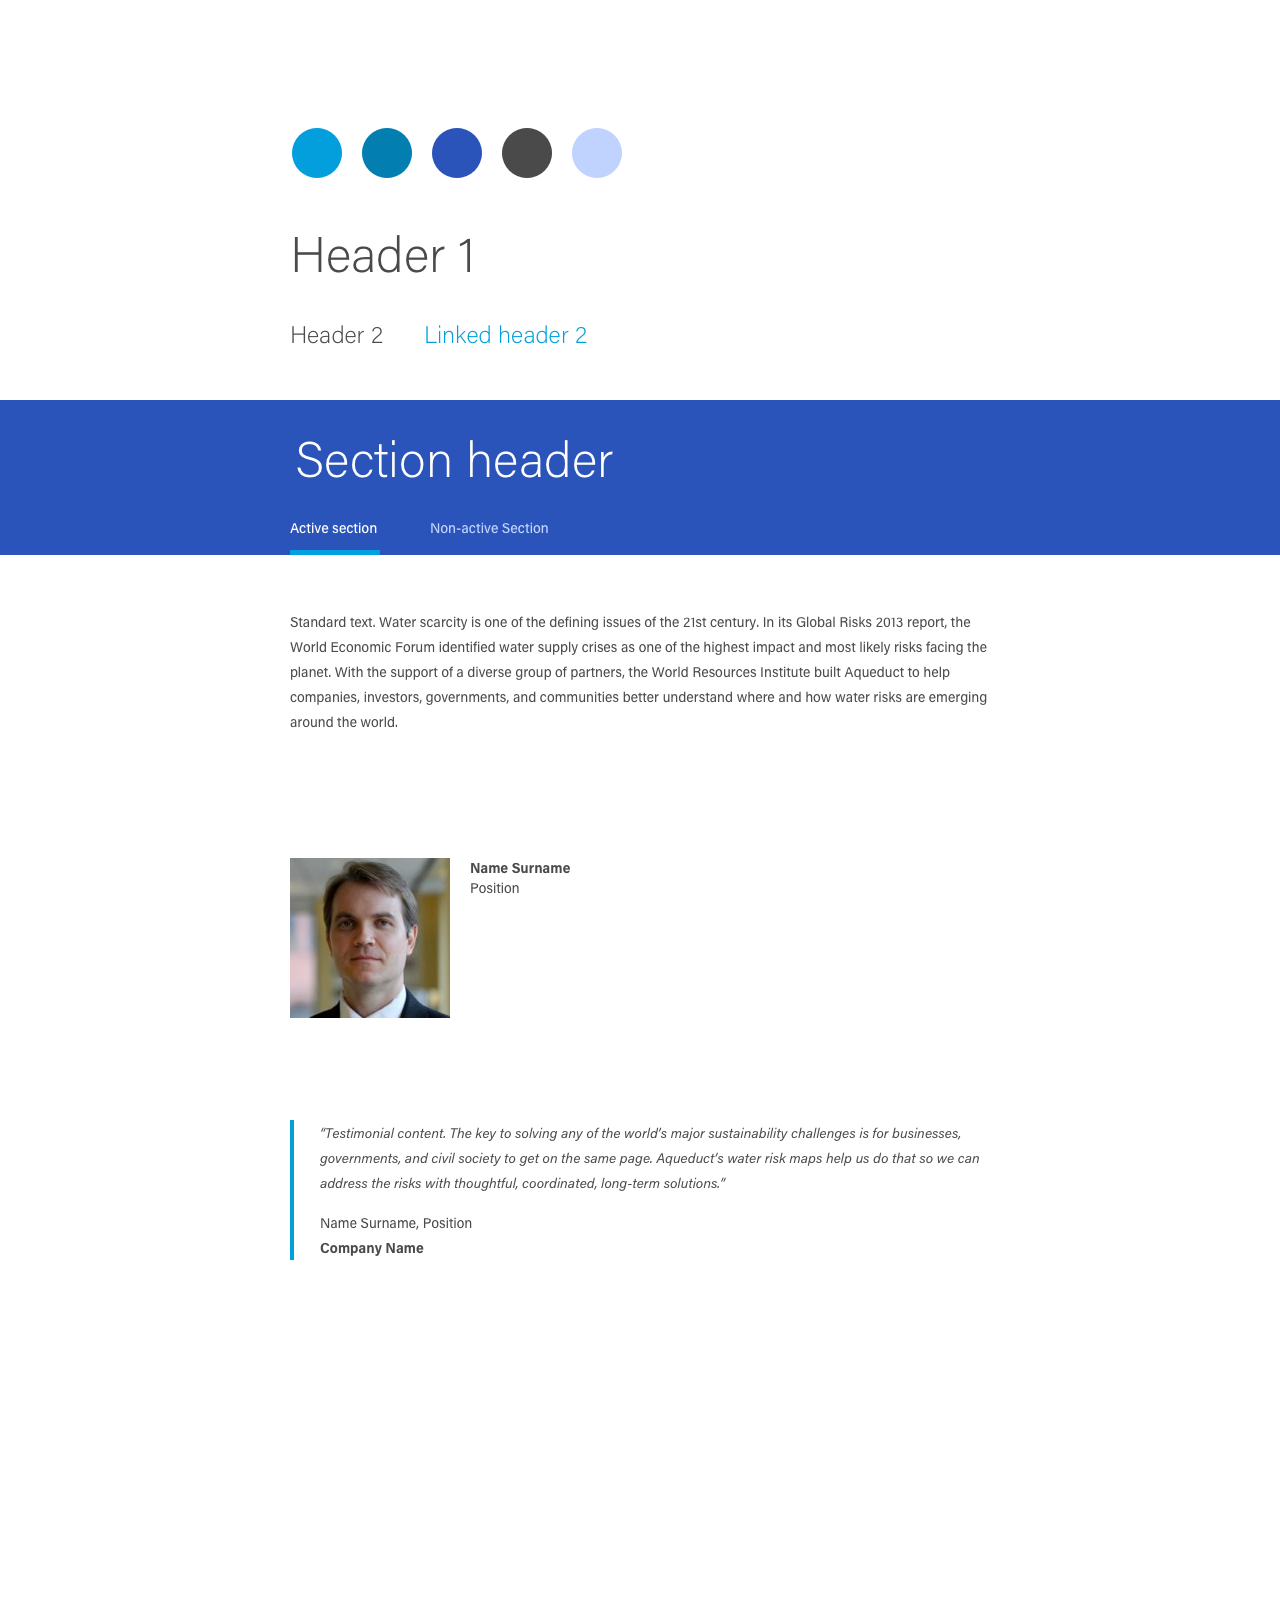 Header 1
Header 2 Linked header 2
Section header
Active section Non-active Section
Standard text. Water scarcity is one of the defining issues of the 21st century. In its Global Risks 2013 report, the
World Economic Forum identified water supply crises as one of the highest impact and most likely risks facing the
planet. With the support of a diverse group of partners, the World Resources Institute built Aqueduct to help
companies, investors, governments, and communities better understand where and how water risks are emerging
around the world.
Name Surname
Position
"Testimonial content. The key to solving any of the world's major sustainability challenges is for businesses,
governments, and civil society to get on the same page. Aqueduct's water risk maps help us do that so we can
address the risks with thoughtful, coordinated, long-term solutions."
Name Surname, Position
Company Name